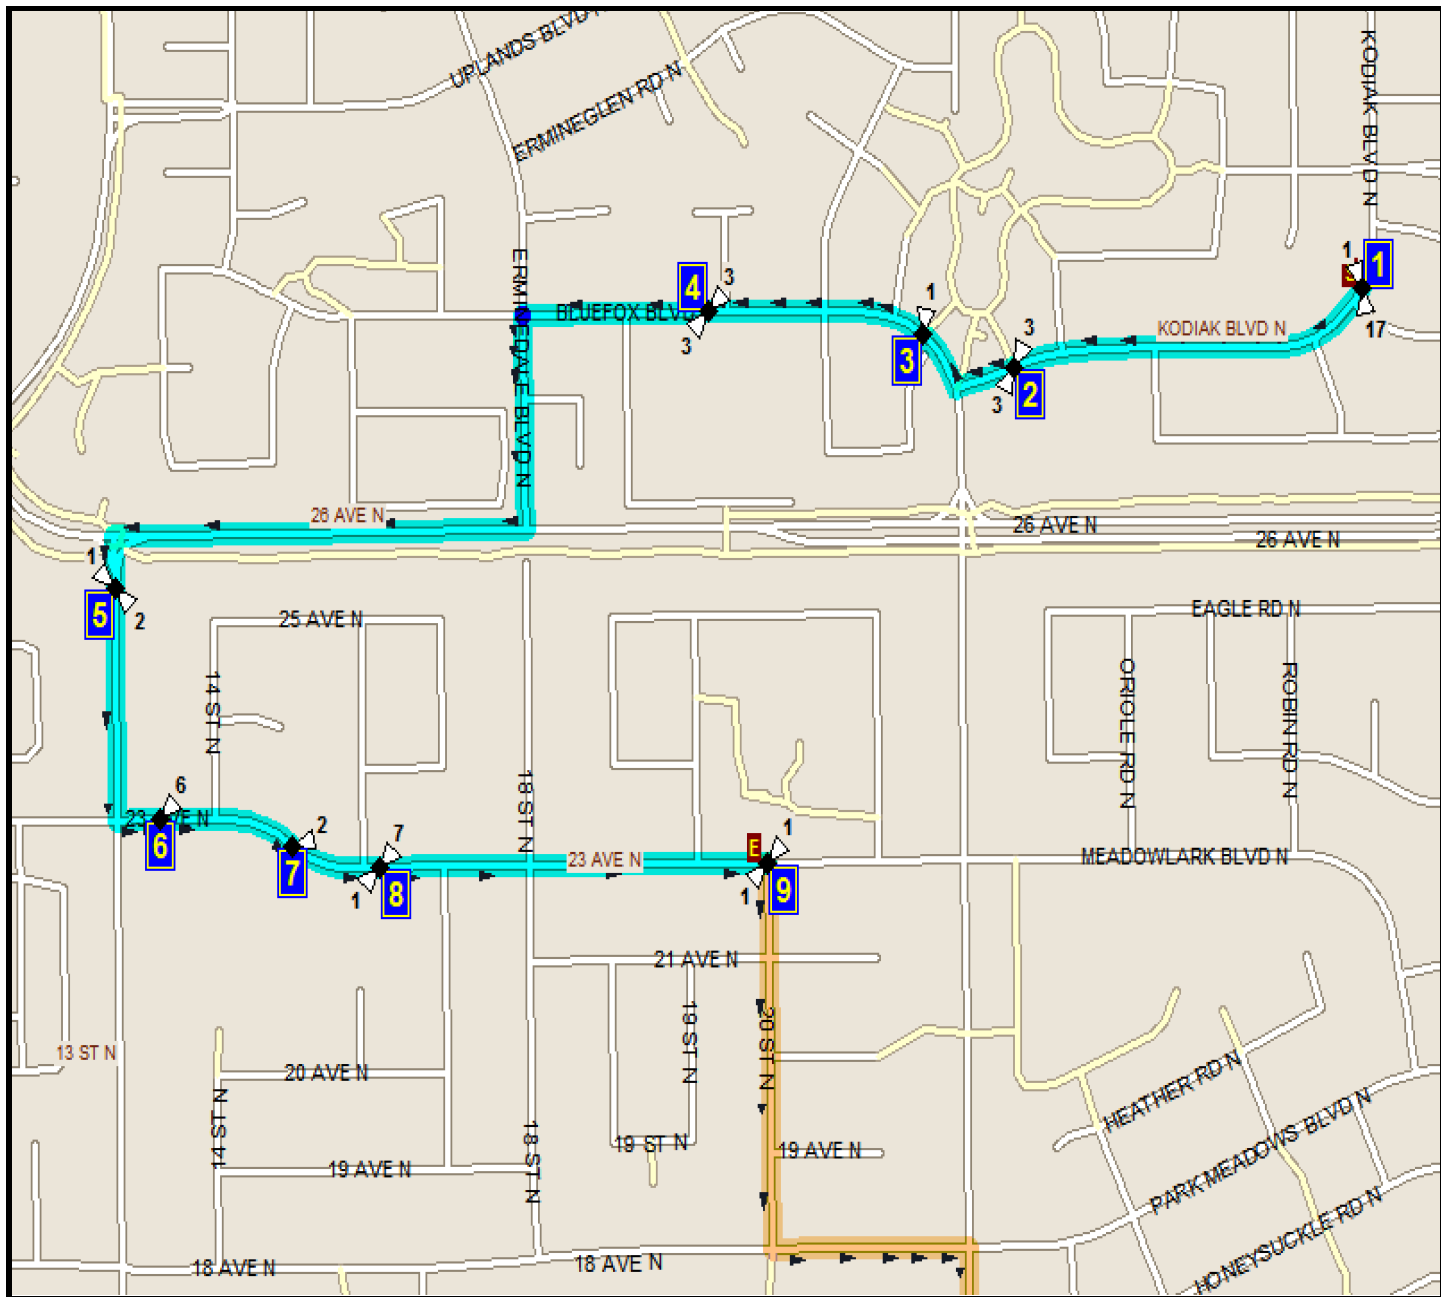 UPLANDS BLVD N
KODIAK BLVD N
ERMINEGLEN RD N
1
1
3
4
1
17
BLUEFOX BLVD
3
3
KODIAK BLVD N
3
3
2
ERMINEDALE BLVD N
26 AVE N
26 AVE N
26 AVE N
1
5
2
25 AVE N
EAGLE RD N
14 ST N
ORIOLE RD N
ROBIN RD N
6
23 AVE N
18 ST N
2
7
1
6
E
7
8
1
23 AVE N
1
9
MEADOWLARK BLVD N
21 AVE N
19 ST N
20 ST N
13 ST N
20 AVE N
HEATHER RD N
14 ST N
18 ST N
19 ST N
19 AVE N
19 AVE N
PARK MEADOWS BLVD N
HONEYSUCKLE RD N
18 AVE N
18 AVE N